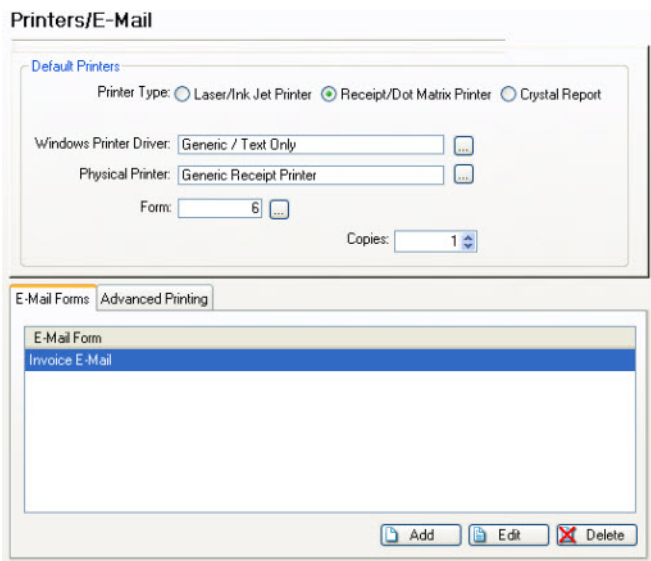 Printers/E-Mail
Default Printers
Printer Type: Laser/Ink Jet Printer Receipt/Dot Matrix Printer Crystal Report
Windows Printer Driver: Generic / Text Only ...
Physical Printer: Generic Receipt Printer ...
Form: 6 ...
Copies: 1
E-Mail Forms Advanced Printing
E-Mail Form
Invoice E-Mail
Add Edit Delete